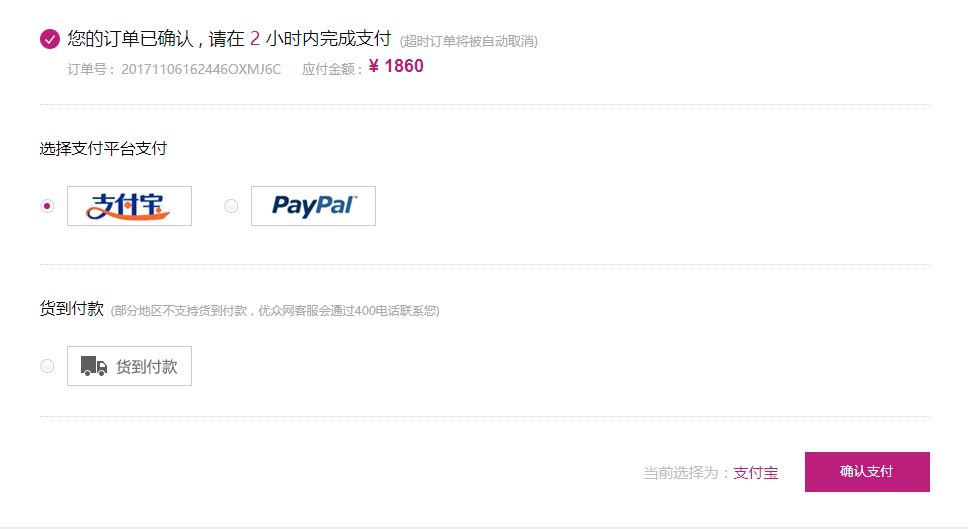 您的订单已确认 , 请在 2 小时内完成支付 (超时订单将被自动取消)
订单号 : 20171106162446OXMJ6C 应付金额 : ¥ 1860
选择支付平台支付
支付宝 PayPal™
货到付款 (部分地区不支持货到付款 , 优众网客服会通过400电话联系您)
货到付款
当前选择为 : 支付宝 确认支付